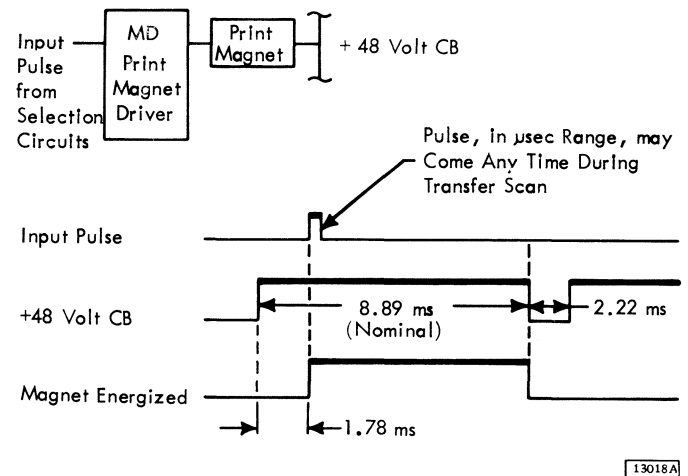 Input
Pulse
from
Selection
Circuits
MD
Print
Magnet
Driver
Print
Magnet
+ 48 Volt CB
Pulse, in μsec Range, may
Come Any Time During
Transfer Scan
Input Pulse
+48 Volt CB
8.89 ms
(Nominal)
2.22 ms
Magnet Energized
1.78 ms
13018A